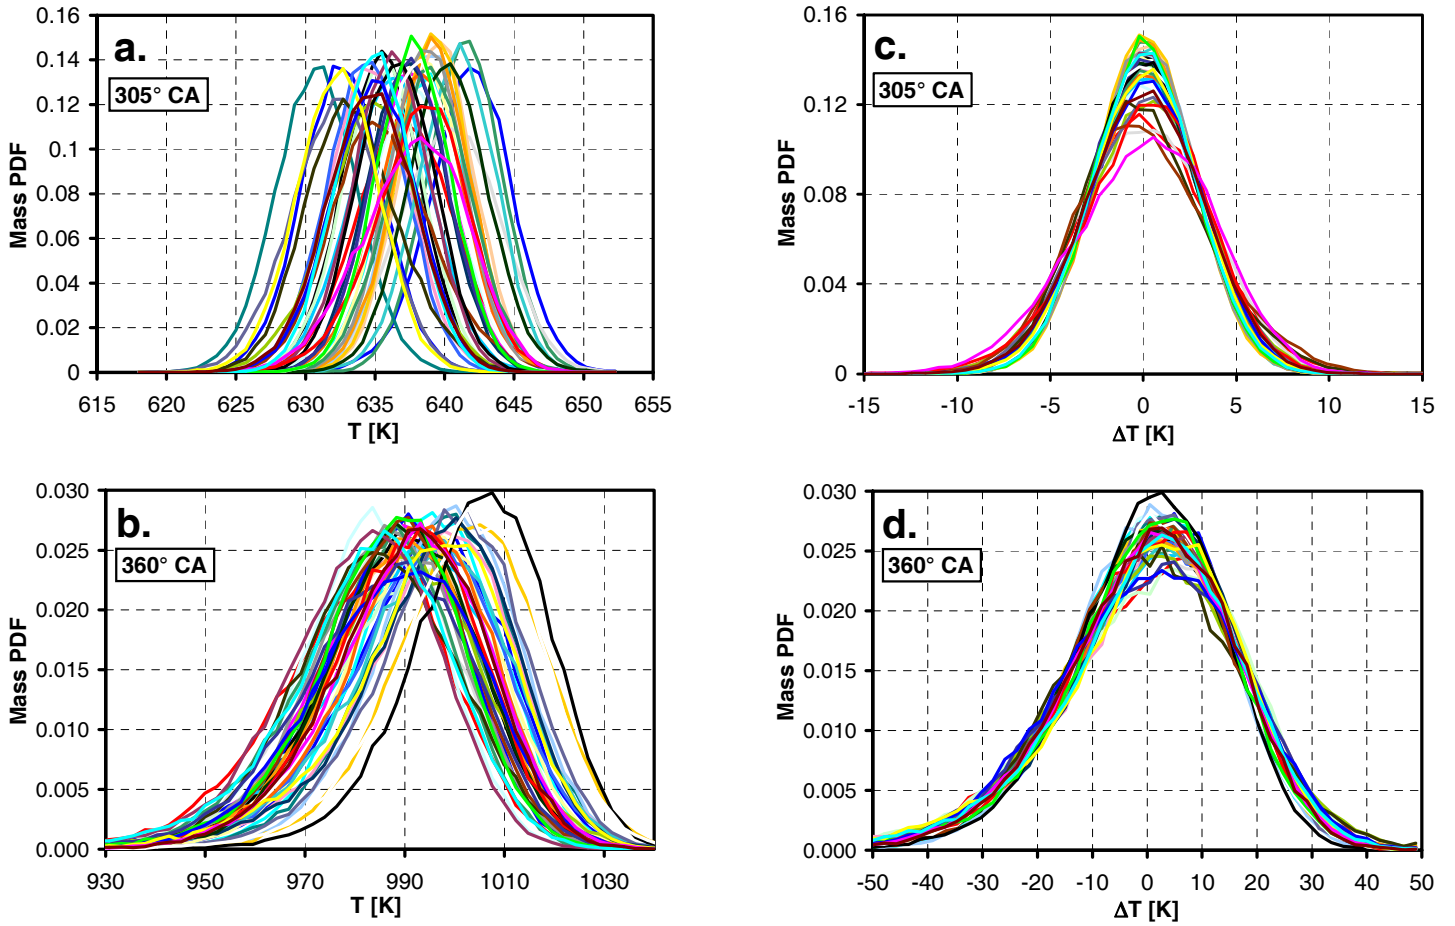 a.
305° CA
Mass PDF
0.16
0.14
0.12
0.1
0.08
0.06
0.04
0.02
0
615 620 625 630 635 640 645 650 655
T [K]
c.
305° CA
Mass PDF
0.16
0.12
0.08
0.04
0
-15 -10 -5 0 5 10 15
ΔT [K]
b.
360° CA
Mass PDF
0.030
0.025
0.020
0.015
0.010
0.005
0.000
930 950 970 990 1010 1030
T [K]
d.
360° CA
Mass PDF
0.030
0.025
0.020
0.015
0.010
0.005
0.000
-50 -40 -30 -20 -10 0 10 20 30 40 50
ΔT [K]